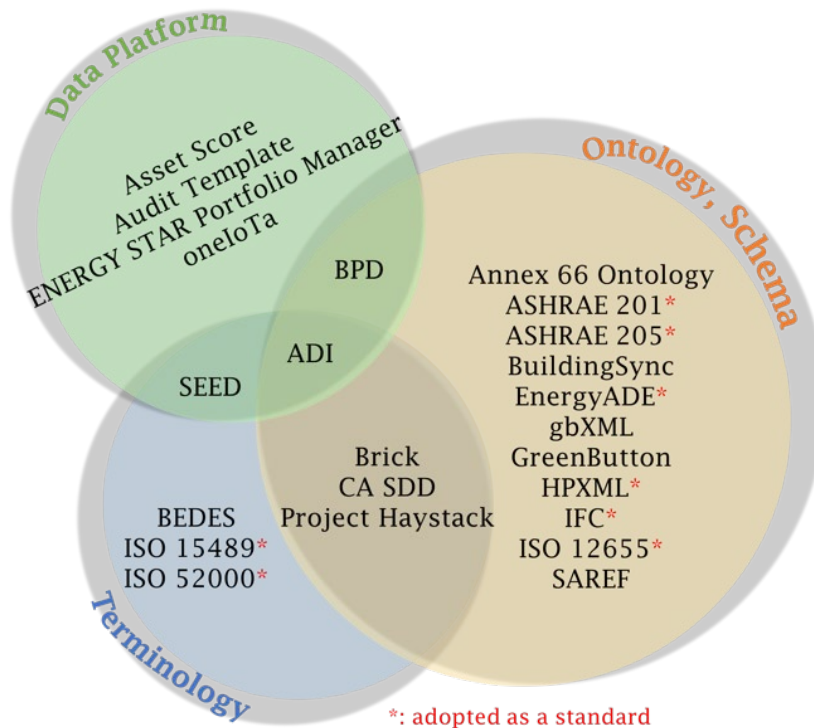 Data Platform
Asset Score
Audit Template
ENERGY STAR Portfolio Manager
oneIoTa
BPD
ADI
SEED
Ontology, Schema
Annex 66 Ontology
ASHRAE 201*
ASHRAE 205*
BuildingSync
EnergyADE*
gbXML
GreenButton
HPXML*
IFC*
ISO 12655*
SAREF
Brick
CA SDD
Project Haystack
BEDES
ISO 15489*
ISO 52000*
Terminology
*: adopted as a standard